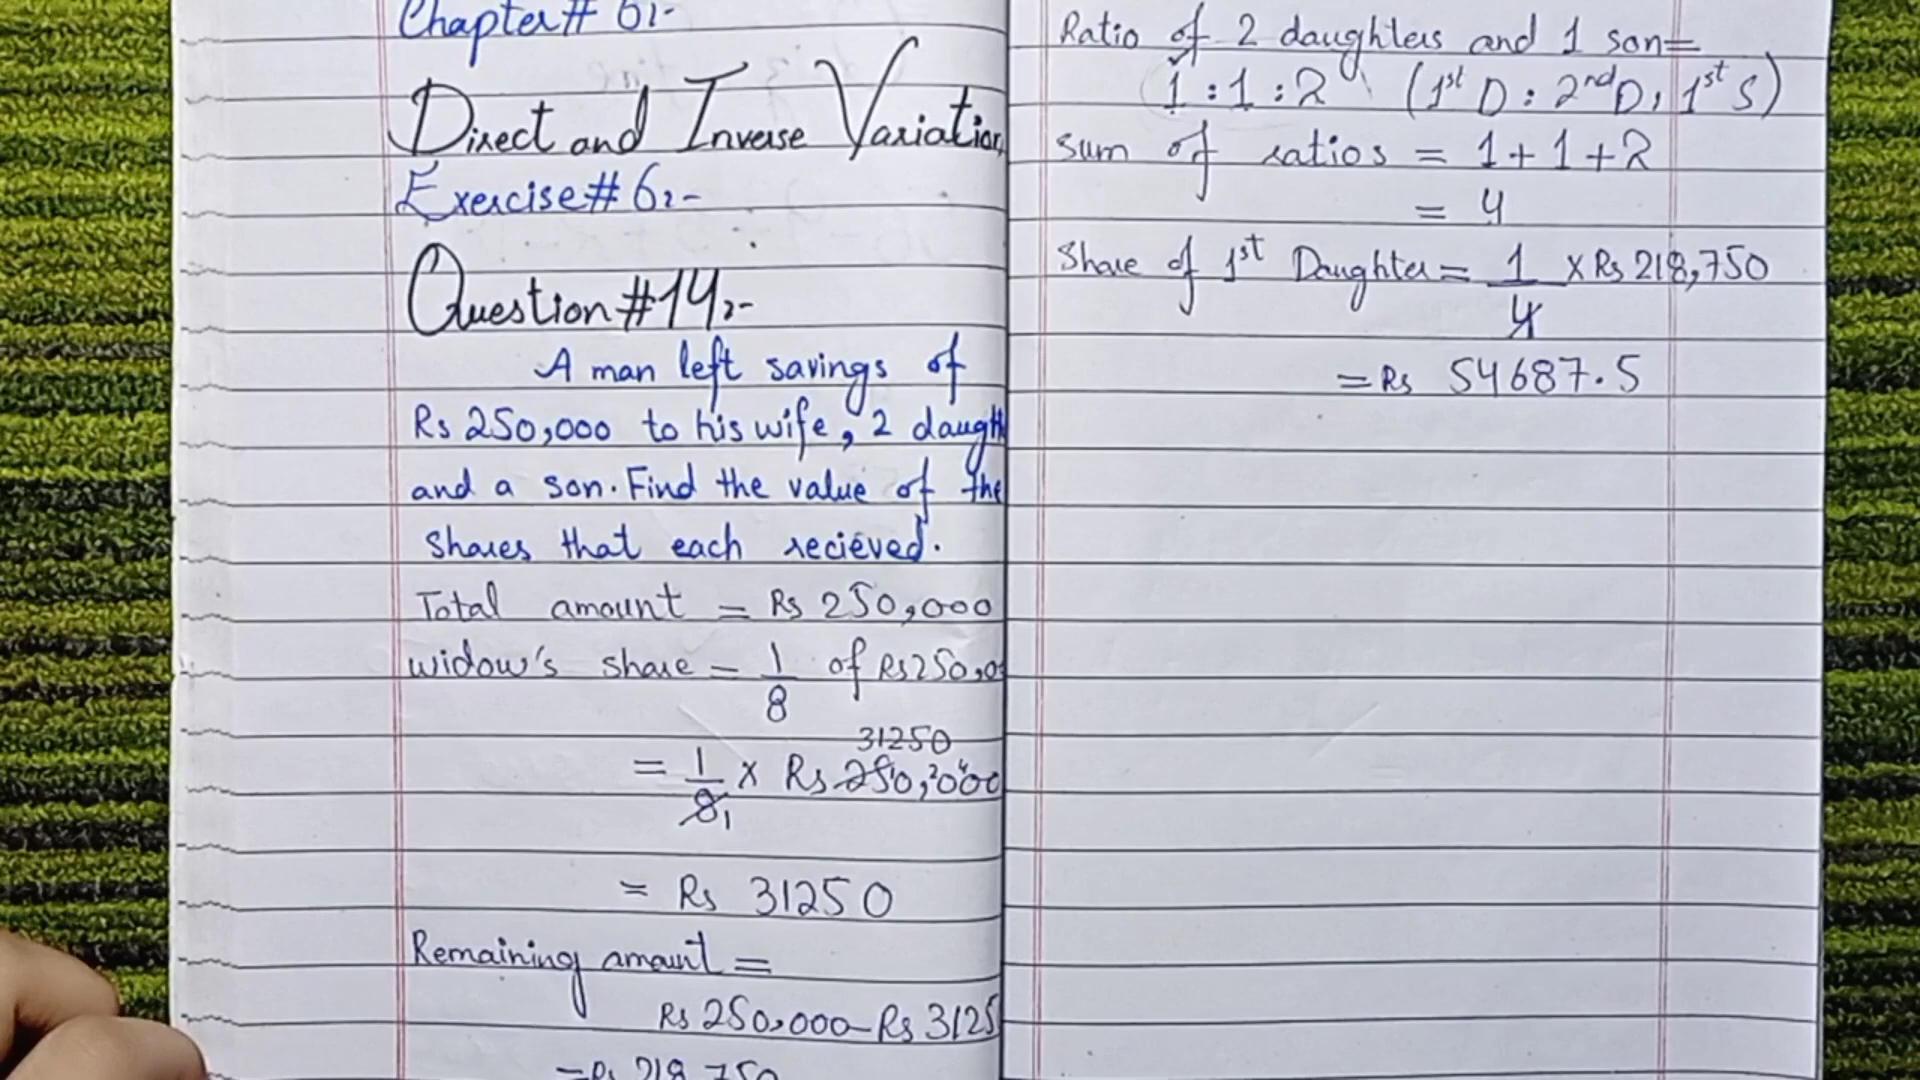 Chapter# 6:-
Direct and Inverse Variation
Exercise# 6:-
Question#14:-
A man left savings of
Rs 250,000 to his wife, 2 daugh
and a son. Find the value of the
shares that each recieved.
Total amount = Rs 250,000
widow's share = 1/8 of Rs 250,0
31250
= 1/8 1 × Rs 250,000
= Rs 31250
Remaining amount =
Rs 250,000 - Rs 3125
= Rs 218,750
Ratio of 2 daughters and 1 son=
1 : 1 : 2 (1st D : 2nd D, 1st S)
Sum of ratios = 1+1+2
= 4
Share of 1st Daughter = 1/4 × Rs 218,750
= Rs 54687.5